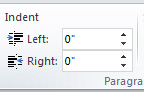 Indent
Left: 0"
Right: 0"
Paragra